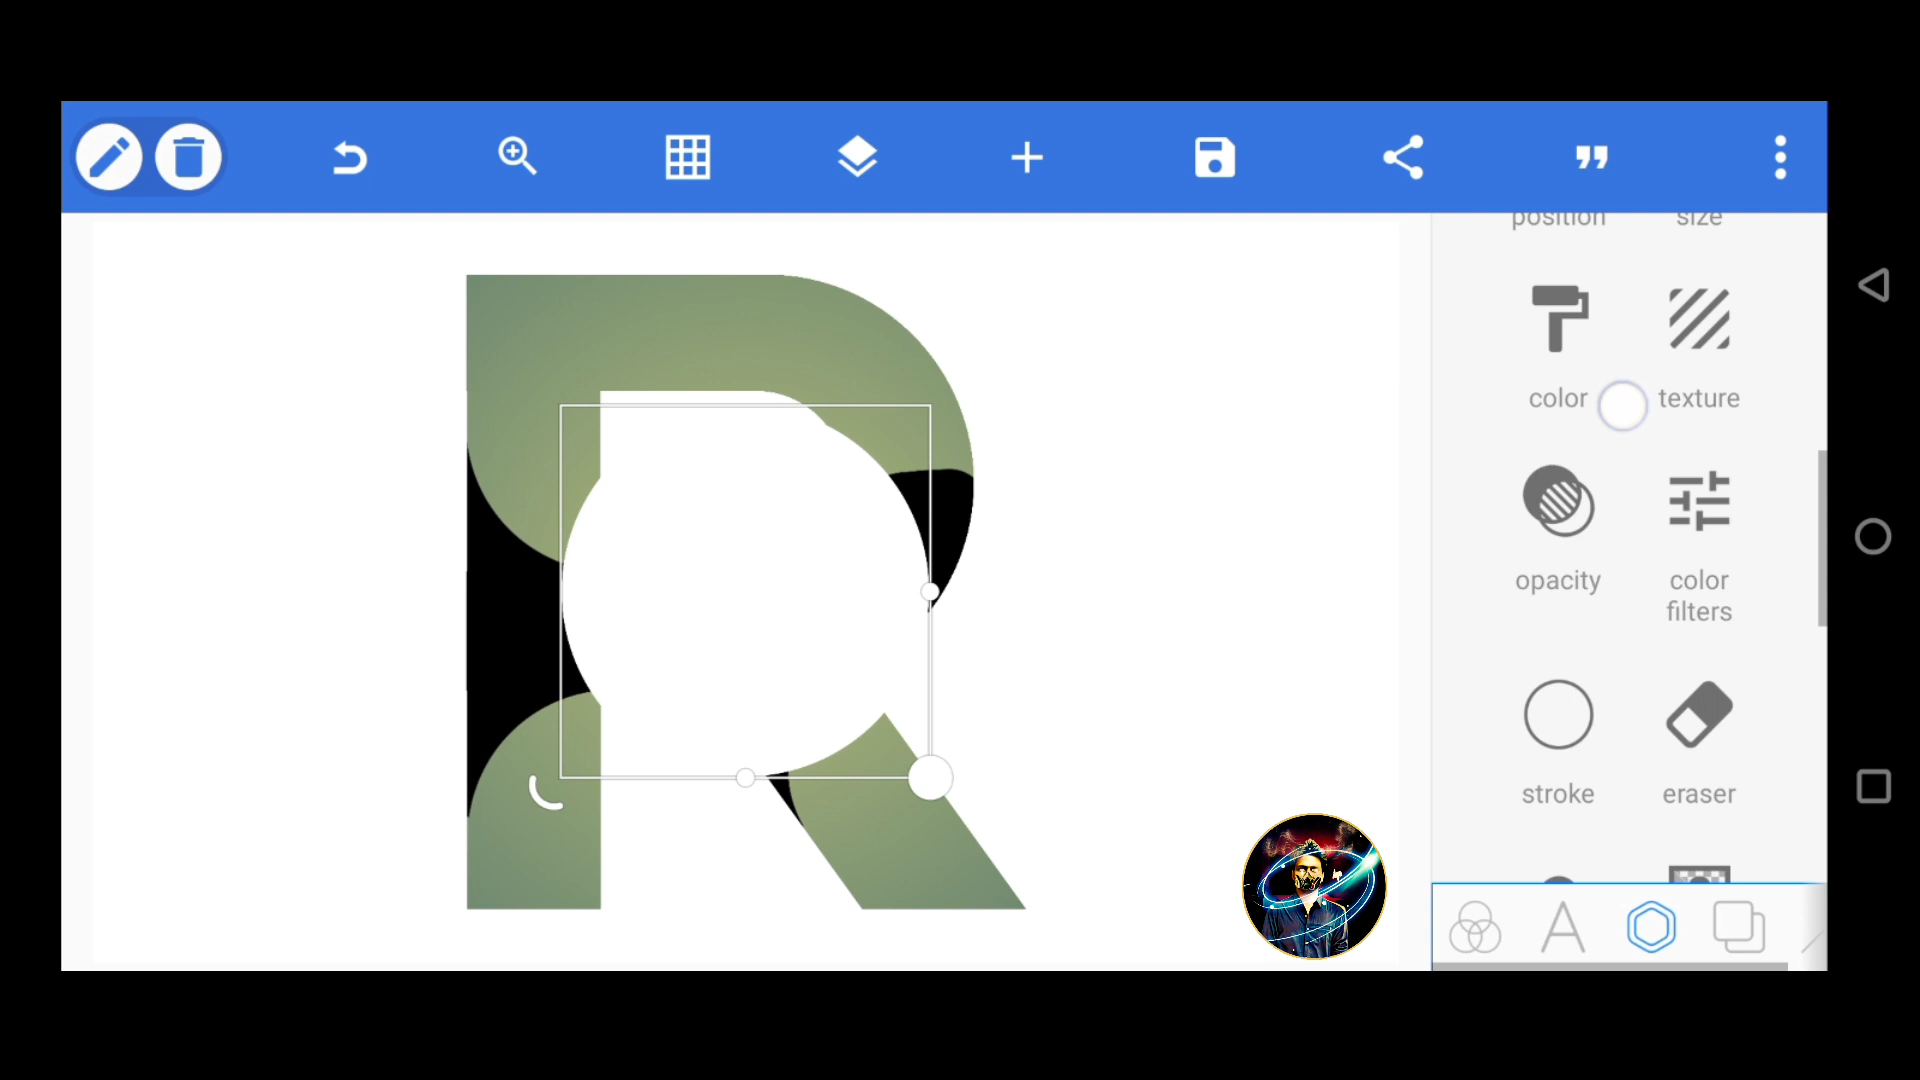 position size
color texture
opacity color
filters
stroke eraser
R